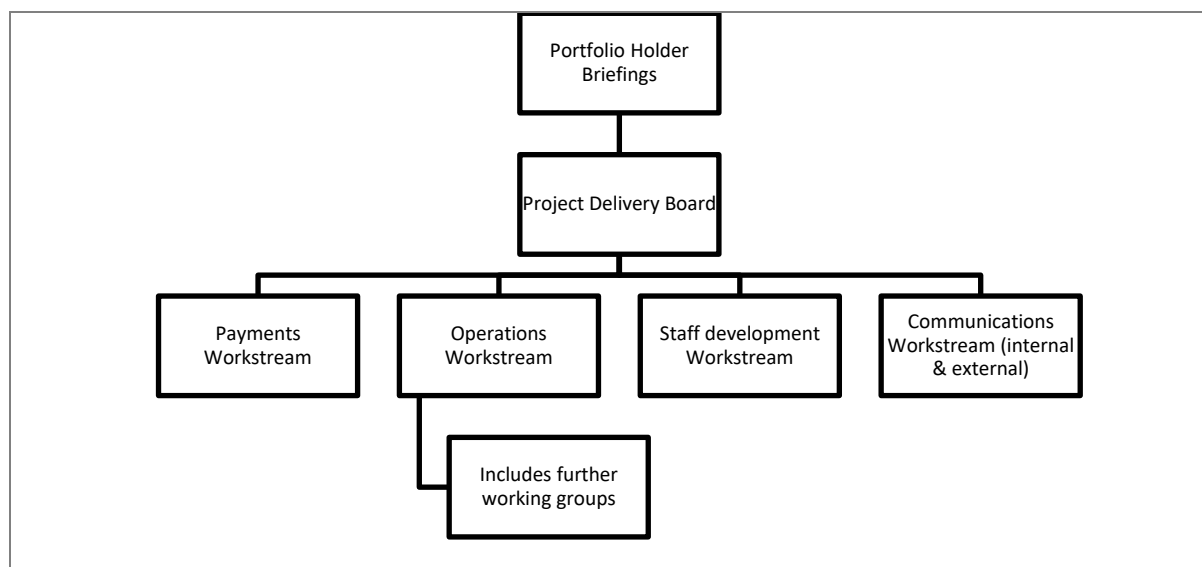 Portfolio Holder
Briefings
Project Delivery Board
Payments
Workstream
Operations
Workstream
Staff development
Workstream
Communications
Workstream (internal
& external)
Includes further
working groups